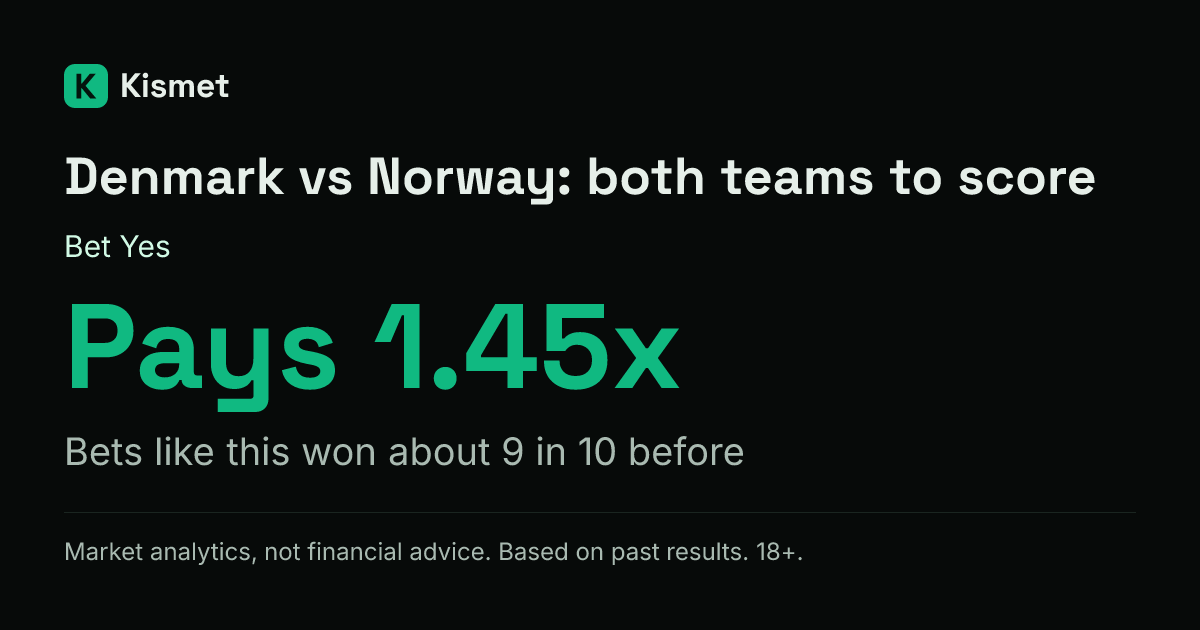 K Kismet
Denmark vs Norway: both teams to score
Bet Yes
Pays 1.45x
Bets like this won about 9 in 10 before
Market analytics, not financial advice. Based on past results. 18+.